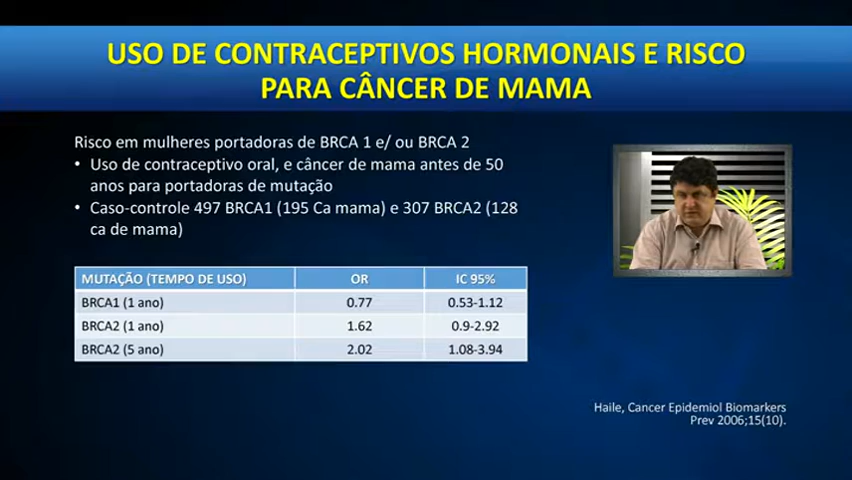 USO DE CONTRACEPTIVOS HORMONAIS E RISCO
PARA CÂNCER DE MAMA
Risco em mulheres portadoras de BRCA 1 e/ ou BRCA 2
• Uso de contraceptivo oral, e câncer de mama antes de 50
anos para portadoras de mutação
• Caso-controle 497 BRCA1 (195 Ca mama) e 307 BRCA2 (128
ca de mama)
MUTAÇÃO (TEMPO DE USO) OR IC 95%
BRCA1 (1 ano) 0.77 0.53-1.12
BRCA2 (1 ano) 1.62 0.9-2.92
BRCA2 (5 ano) 2.02 1.08-3.94
Haile, Cancer Epidemiol Biomarkers
Prev 2006;15(10).